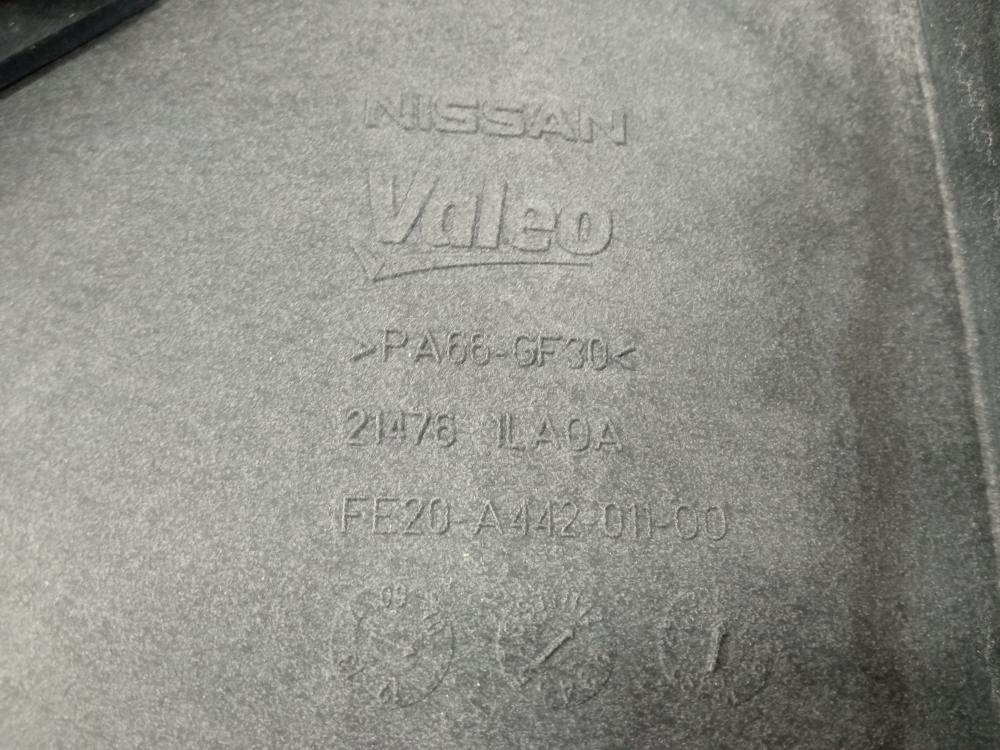 NISSAN
Valeo
>PA66-GF30<
21476 1LA0A
FE20-A442-011-00